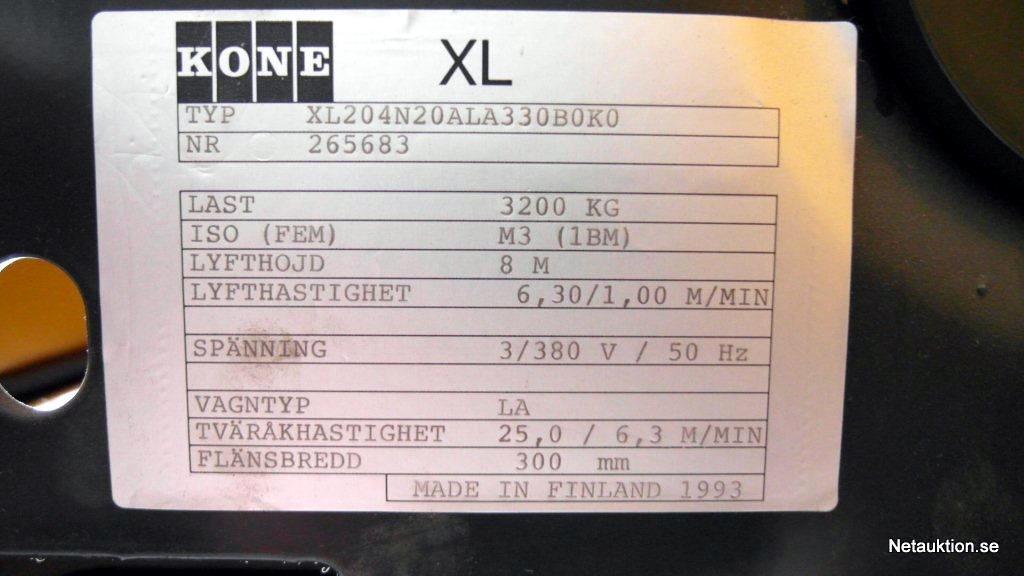 KONE XL
TYP XL204N20ALA330B0K0
NR 265683
LAST 3200 KG
ISO (FEM) M3 (1BM)
LYFTHOJD 8 M
LYFTHASTIGHET 6,30/1,00 M/MIN
SPÄNNING 3/380 V / 50 Hz
VAGNTYP LA
TVÄRÅKHASTIGHET 25,0 / 6,3 M/MIN
FLÄNSBREDD 300 mm
MADE IN FINLAND 1993
Netauktion.se